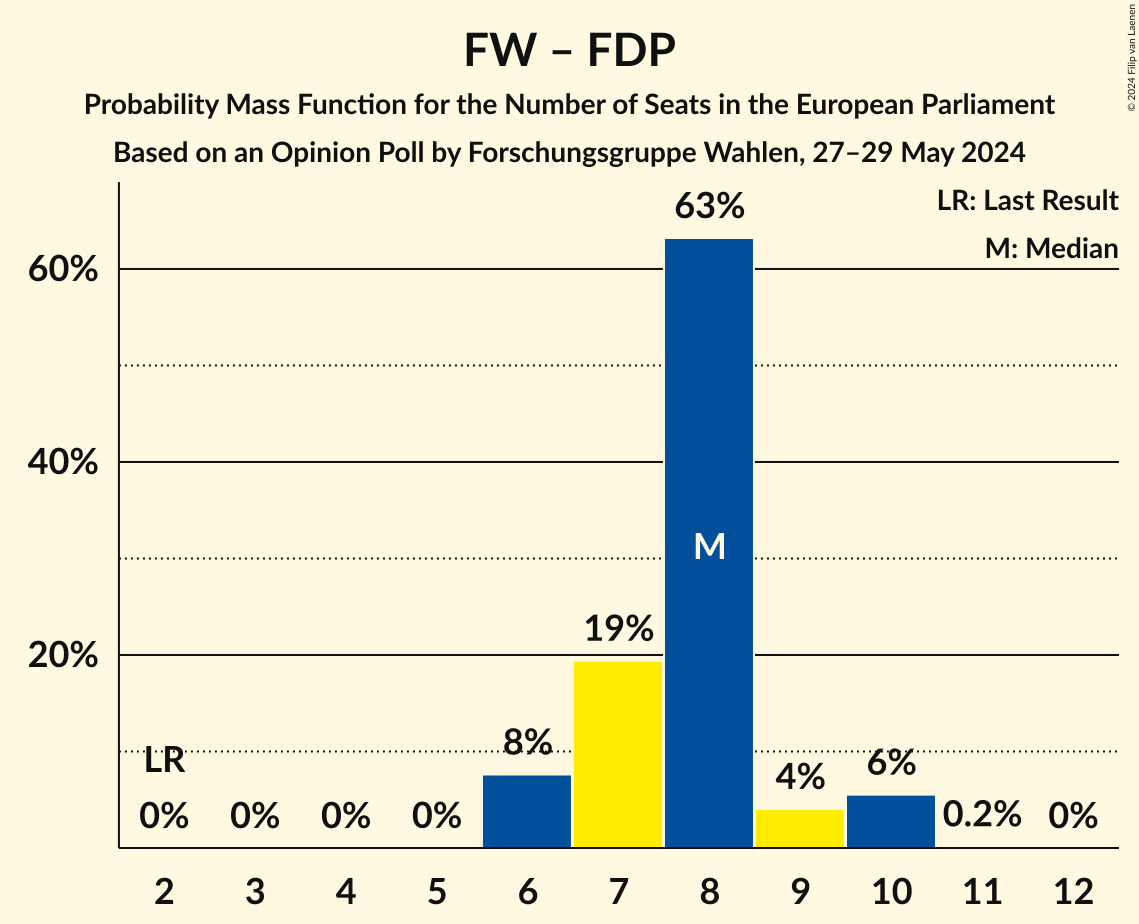 FW – FDP
Probability Mass Function for the Number of Seats in the European Parliament
Based on an Opinion Poll by Forschungsgruppe Wahlen, 27–29 May 2024
© 2024 Filip van Laenen
LR: Last Result
M: Median
63%
60%
40%
M
19%
20%
8%
LR
6%
4%
0% 0% 0% 0% 0.2% 0%
2 3 4 5 6 7 8 9 10 11 12